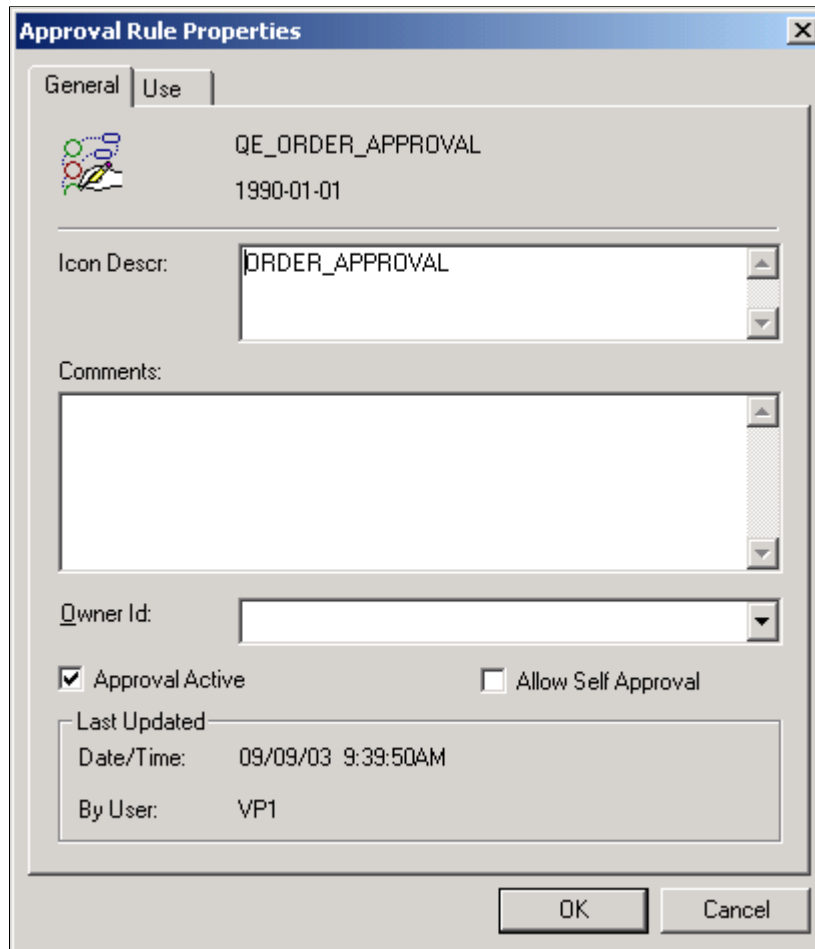 Approval Rule Properties
General
Use
QE_ORDER_APPROVAL
1990-01-01
Icon Descr:
ORDER_APPROVAL
Comments:
Owner Id:
Approval Active
Allow Self Approval
Last Updated
Date/Time: 09/09/03 9:39:50AM
By User: VP1
OK
Cancel